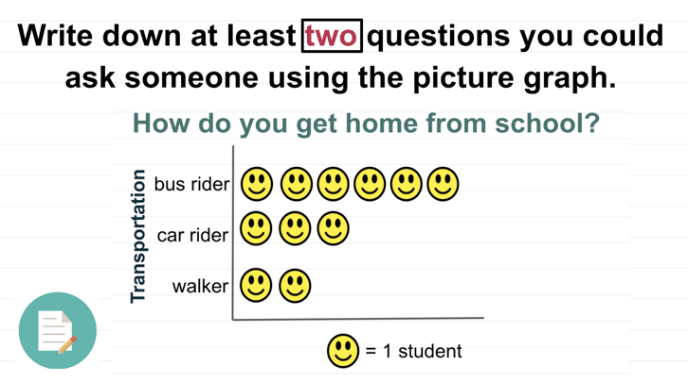 Write down at least two questions you could
ask someone using the picture graph.
How do you get home from school?
Transportation
bus rider
car rider
walker
= 1 student